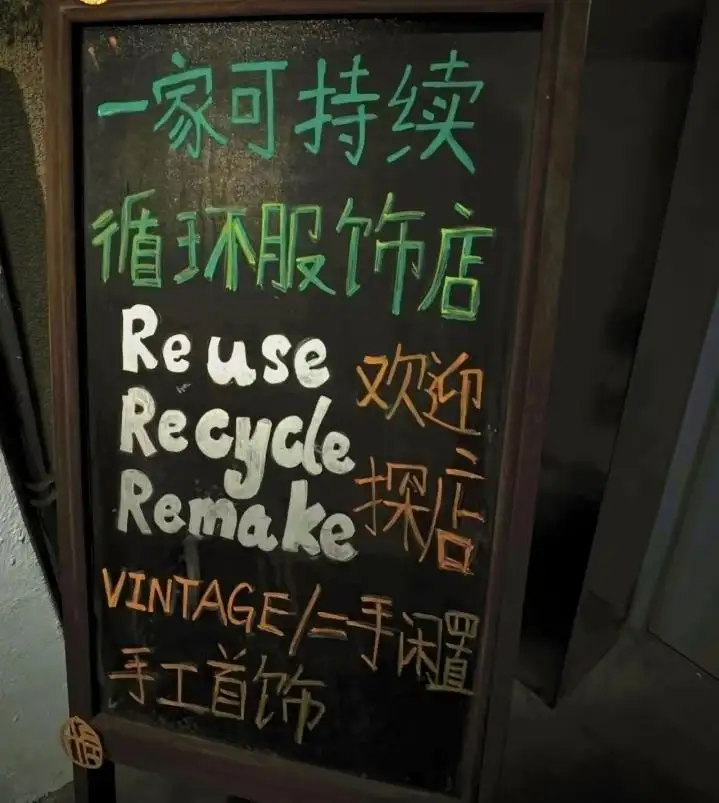 一家可持续
循环服饰店
Reuse
Recycle
Remake
欢迎
探店
VINTAGE/二手闲置
手工首饰